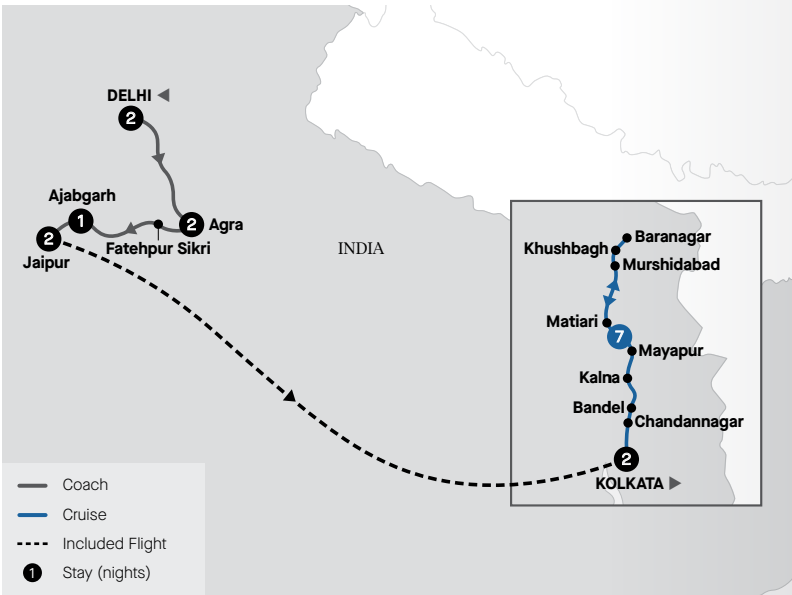 DELHI
2
Ajabgarh
1
2
Agra
2
Fatehpur Sikri
Jaipur
INDIA
Baranagar
Khushbagh
Murshidabad
Matiari
7
Mayapur
Kalna
Bandel
Chandannagar
2
KOLKATA
Coach
Cruise
Included Flight
1 Stay (nights)